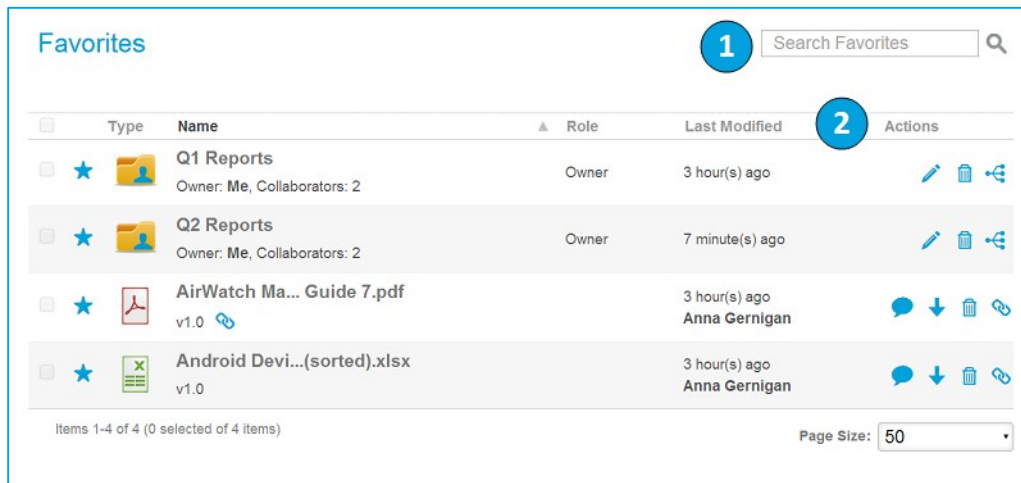 Favorites
1
Search Favorites
Type Name Role Last Modified 2 Actions
Q1 Reports
Owner: Me, Collaborators: 2
Owner
3 hour(s) ago
Q2 Reports
Owner: Me, Collaborators: 2
Owner
7 minute(s) ago
AirWatch Ma... Guide 7.pdf
v1.0
3 hour(s) ago
Anna Gernigan
Android Devi...(sorted).xlsx
v1.0
3 hour(s) ago
Anna Gernigan
Items 1-4 of 4 (0 selected of 4 items)
Page Size: 50